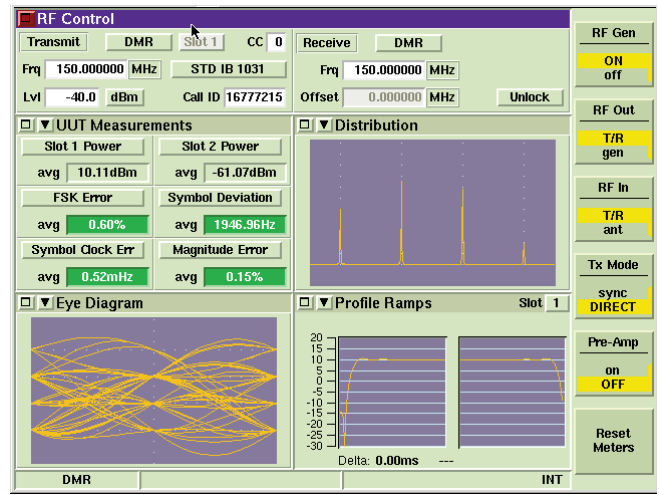 RF Control
Transmit DMR Slot 1 CC 0
Frq 150.000000 MHz STD IB 1031
Lvl -40.0 dBm Call ID 16777215
Receive DMR
Frq 150.000000 MHz
Offset 0.000000 MHz Unlock
UUT Measurements
Slot 1 Power Slot 2 Power
avg 10.11dBm avg -61.07dBm
FSK Error Symbol Deviation
avg 0.60% avg 1946.96Hz
Symbol Clock Err Magnitude Error
avg 0.52mHz avg 0.15%
Distribution
Eye Diagram
Profile Ramps Slot 1
20
15
10
5
0
-5
-10
-15
-20
-25
-30
Delta: 0.00ms ---
DMR INT
RF Gen
ON
off
RF Out
T/R
gen
RF In
T/R
ant
Tx Mode
sync
DIRECT
Pre-Amp
on
OFF
Reset
Meters